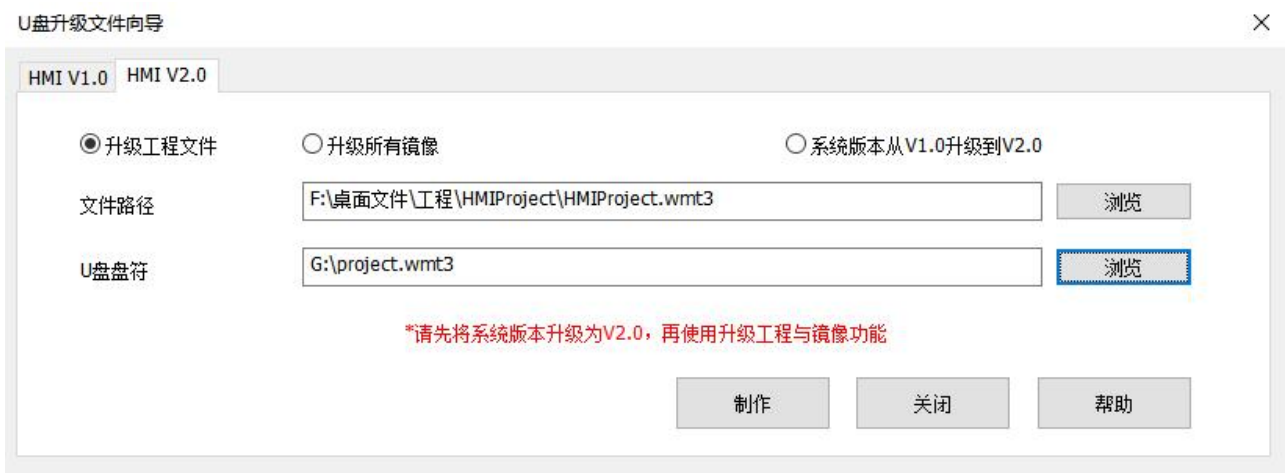 U盘升级文件向导
HMI V1.0 HMI V2.0
升级工程文件 升级所有镜像 系统版本从V1.0升级到V2.0
文件路径 F:\桌面文件\工程\HMIProject\HMIProject.wmt3 浏览
U盘盘符 G:\project.wmt3 浏览
*请先将系统版本升级为V2.0，再使用升级工程与镜像功能
制作 关闭 帮助